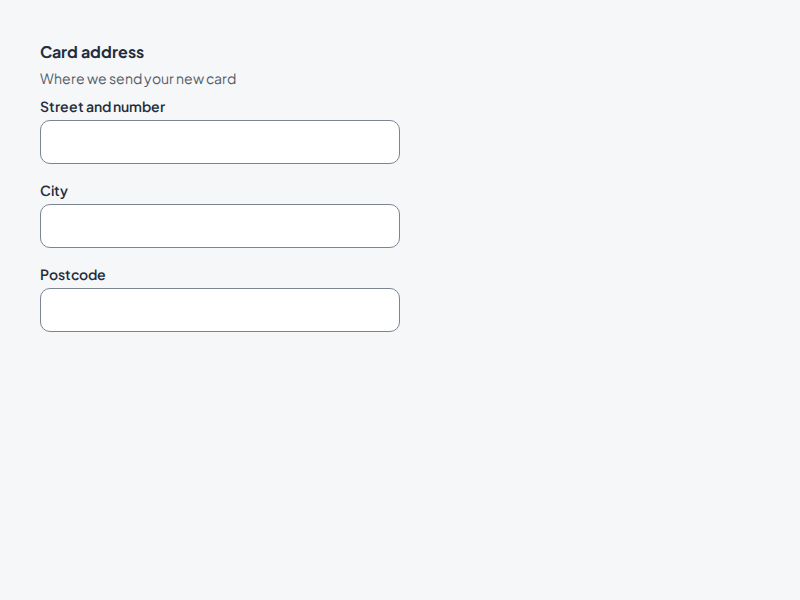 Card address
Where we send your new card
Street and number
City
Postcode